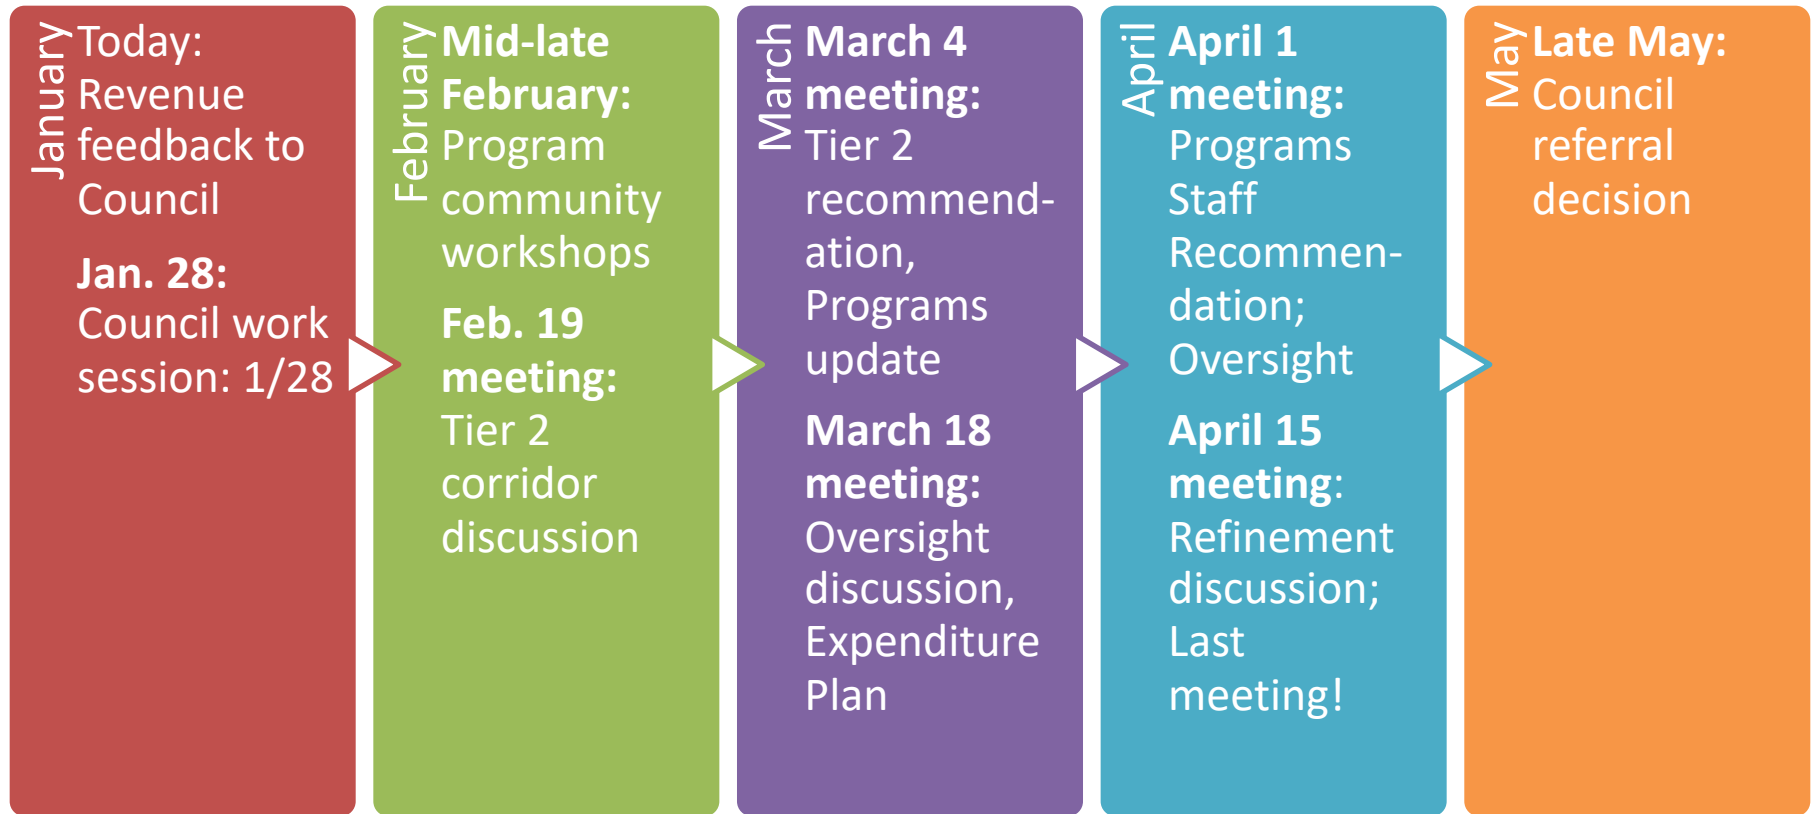 January
Today:
Revenue
feedback to
Council
Jan. 28:
Council work
session: 1/28
February
Mid-late
February:
Program
community
workshops
Feb. 19
meeting:
Tier 2
corridor
discussion
March
March 4
meeting:
Tier 2
recommend-
ation,
Programs
update
March 18
meeting:
Oversight
discussion,
Expenditure
Plan
April
April 1
meeting:
Programs
Staff
Recommen-
dation;
Oversight
April 15
meeting:
Refinement
discussion;
Last
meeting!
May
Late May:
Council
referral
decision